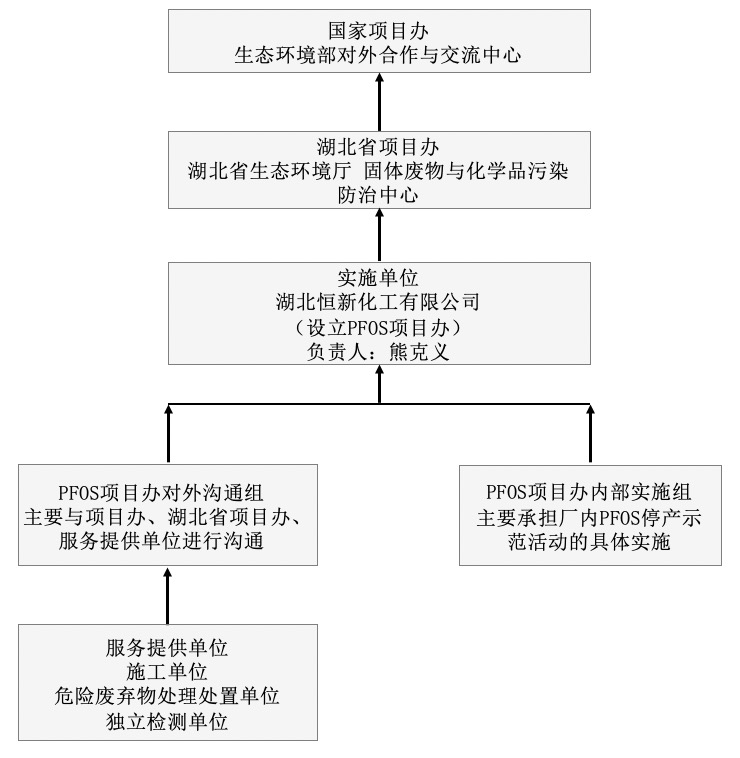 国家项目办
生态环境部对外合作与交流中心
湖北省项目办
湖北省生态环境厅 固体废物与化学品污染
防治中心
实施单位
湖北恒新化工有限公司
（设立PFOS项目办）
负责人：熊克义
PFOS项目办对外沟通组
主要与项目办、湖北省项目办、
服务提供单位进行沟通
PFOS项目办内部实施组
主要承担厂内PFOS停产示
范活动的具体实施
服务提供单位
施工单位
危险废弃物处理处置单位
独立检测单位